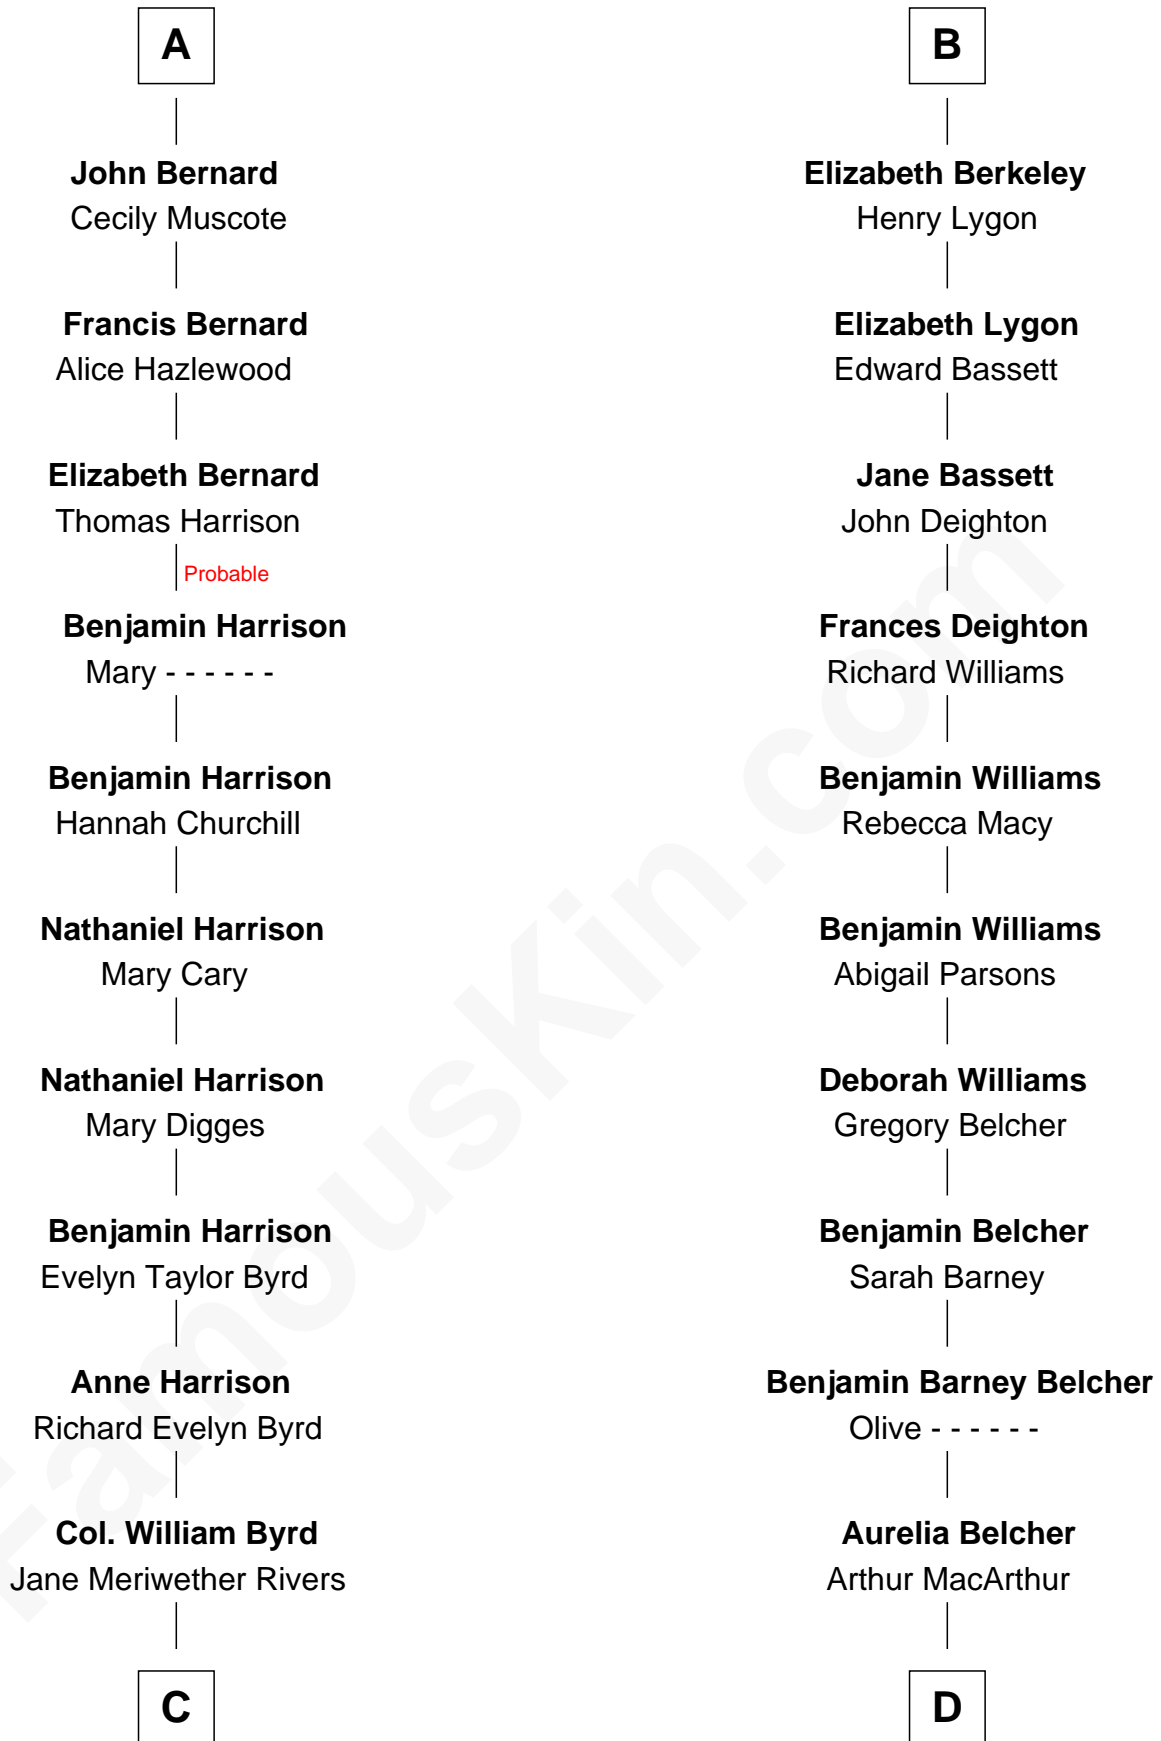 A
John Bernard
Cecily Muscote
Francis Bernard
Alice Hazlewood
Elizabeth Bernard
Thomas Harrison
Probable
Benjamin Harrison
Mary - - - - - -
Benjamin Harrison
Hannah Churchill
Nathaniel Harrison
Mary Cary
Nathaniel Harrison
Mary Digges
Benjamin Harrison
Evelyn Taylor Byrd
Anne Harrison
Richard Evelyn Byrd
Col. William Byrd
Jane Meriwether Rivers
C
B
Elizabeth Berkeley
Henry Lygon
Elizabeth Lygon
Edward Bassett
Jane Bassett
John Deighton
Frances Deighton
Richard Williams
Benjamin Williams
Rebecca Macy
Benjamin Williams
Abigail Parsons
Deborah Williams
Gregory Belcher
Benjamin Belcher
Sarah Barney
Benjamin Barney Belcher
Olive - - - - - -
Aurelia Belcher
Arthur MacArthur
D
FamousKin.com